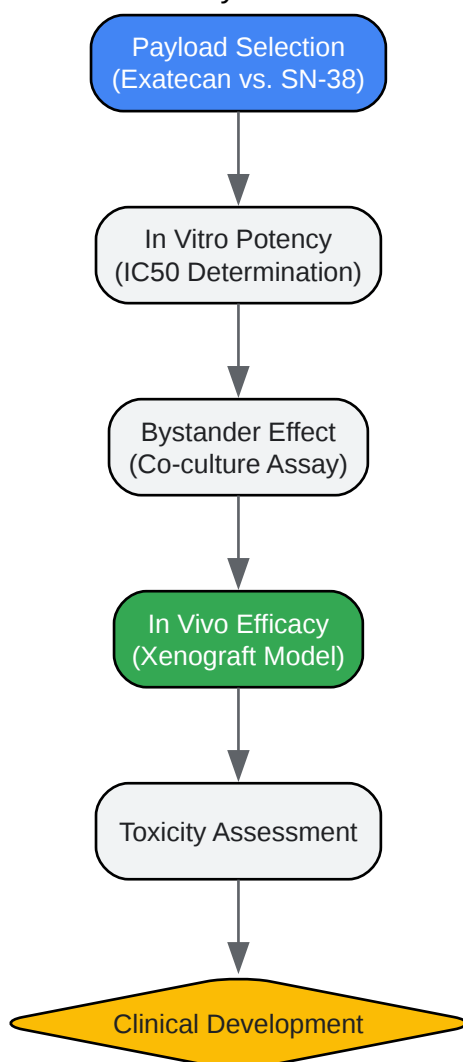 Payload Selection
(Exatecan vs. SN-38)
In Vitro Potency
(IC50 Determination)
Bystander Effect
(Co-culture Assay)
In Vivo Efficacy
(Xenograft Model)
Toxicity Assessment
Clinical Development